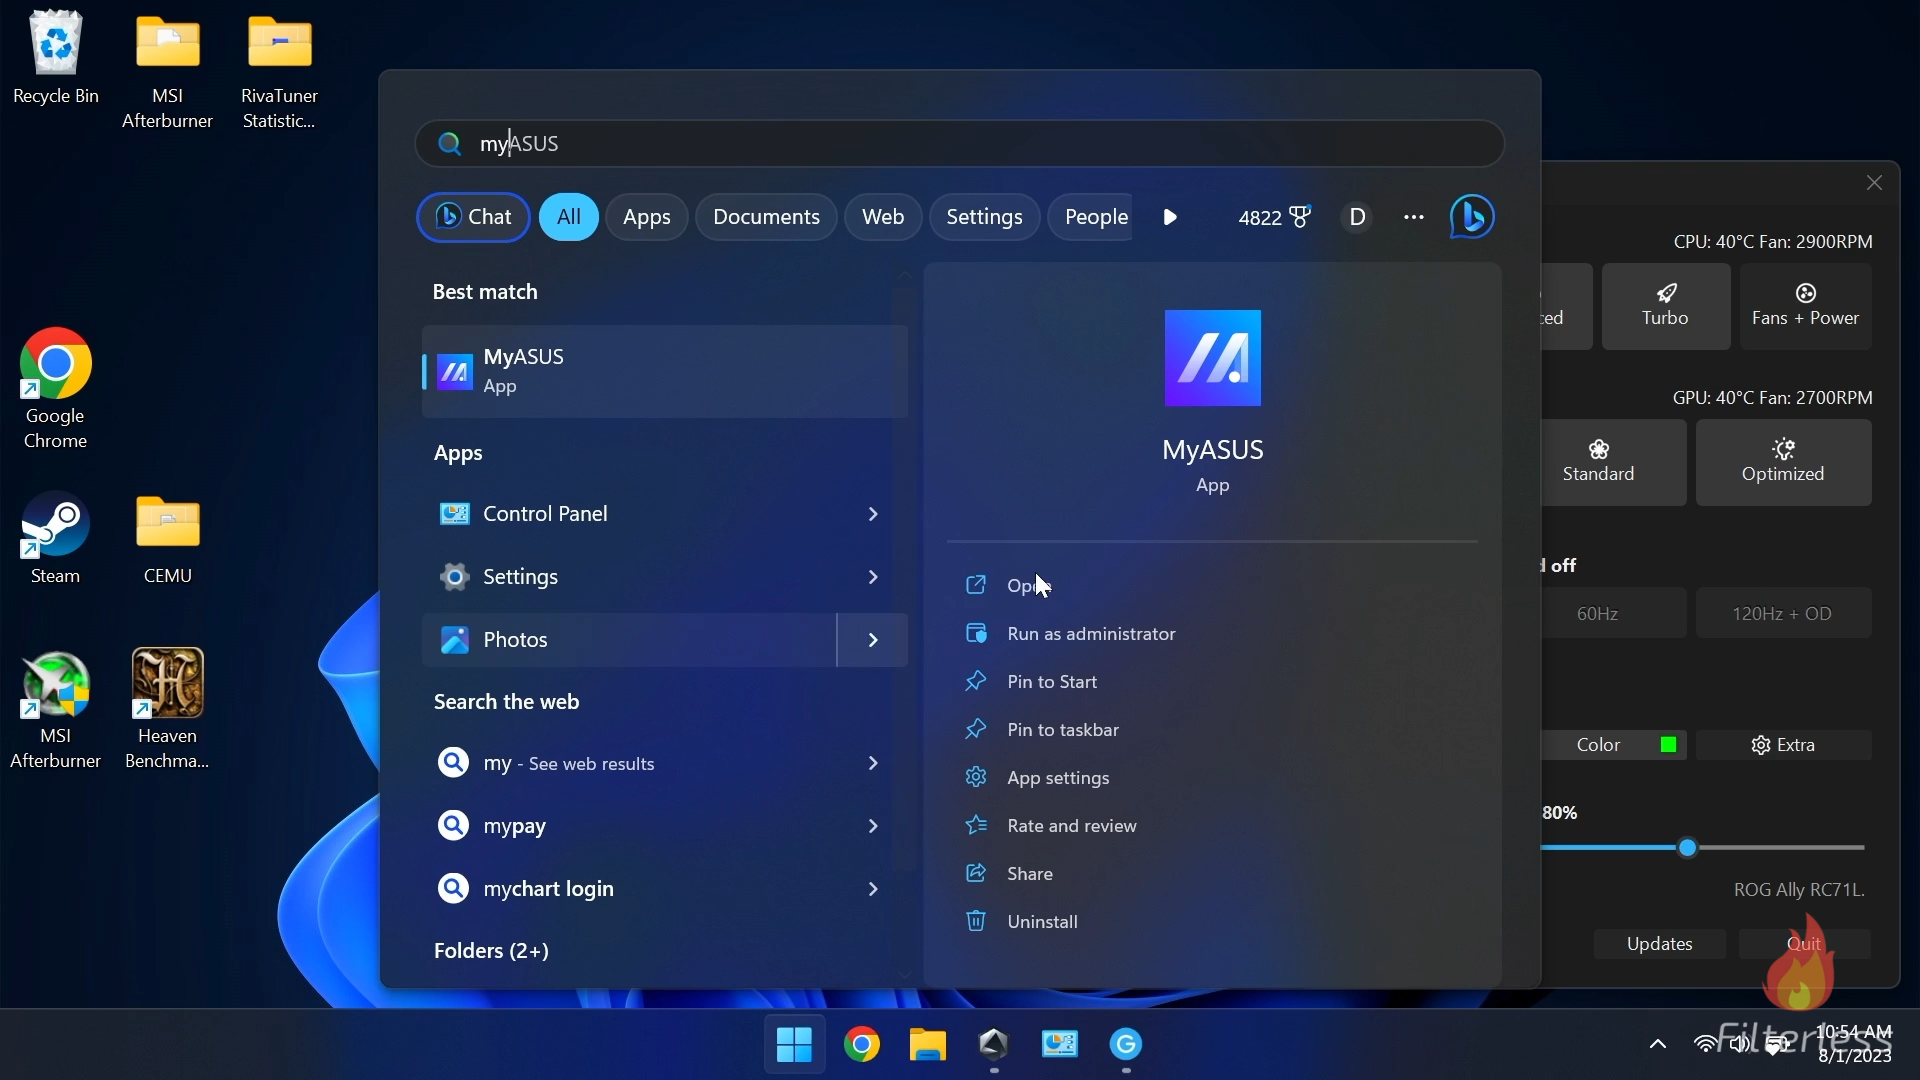 Recycle Bin
MSI
Afterburner
RivaTuner
Statistic...
Google
Chrome
Steam
CEMU
MSI
Afterburner
Heaven
Benchma...
myASUS
Chat
All
Apps
Documents
Web
Settings
People
4822
D
Best match
MyASUS
App
Apps
Control Panel
Settings
Photos
Search the web
my - See web results
mypay
mychart login
Folders (2+)
MyASUS
App
Open
Run as administrator
Pin to Start
Pin to taskbar
App settings
Rate and review
Share
Uninstall
CPU: 40°C Fan: 2900RPM
ced
Turbo
Fans + Power
GPU: 40°C Fan: 2700RPM
Standard
Optimized
d off
60Hz
120Hz + OD
Color
Extra
80%
ROG Ally RC71L.
Updates
Quit
Filterless
10:54 AM
8/1/2023